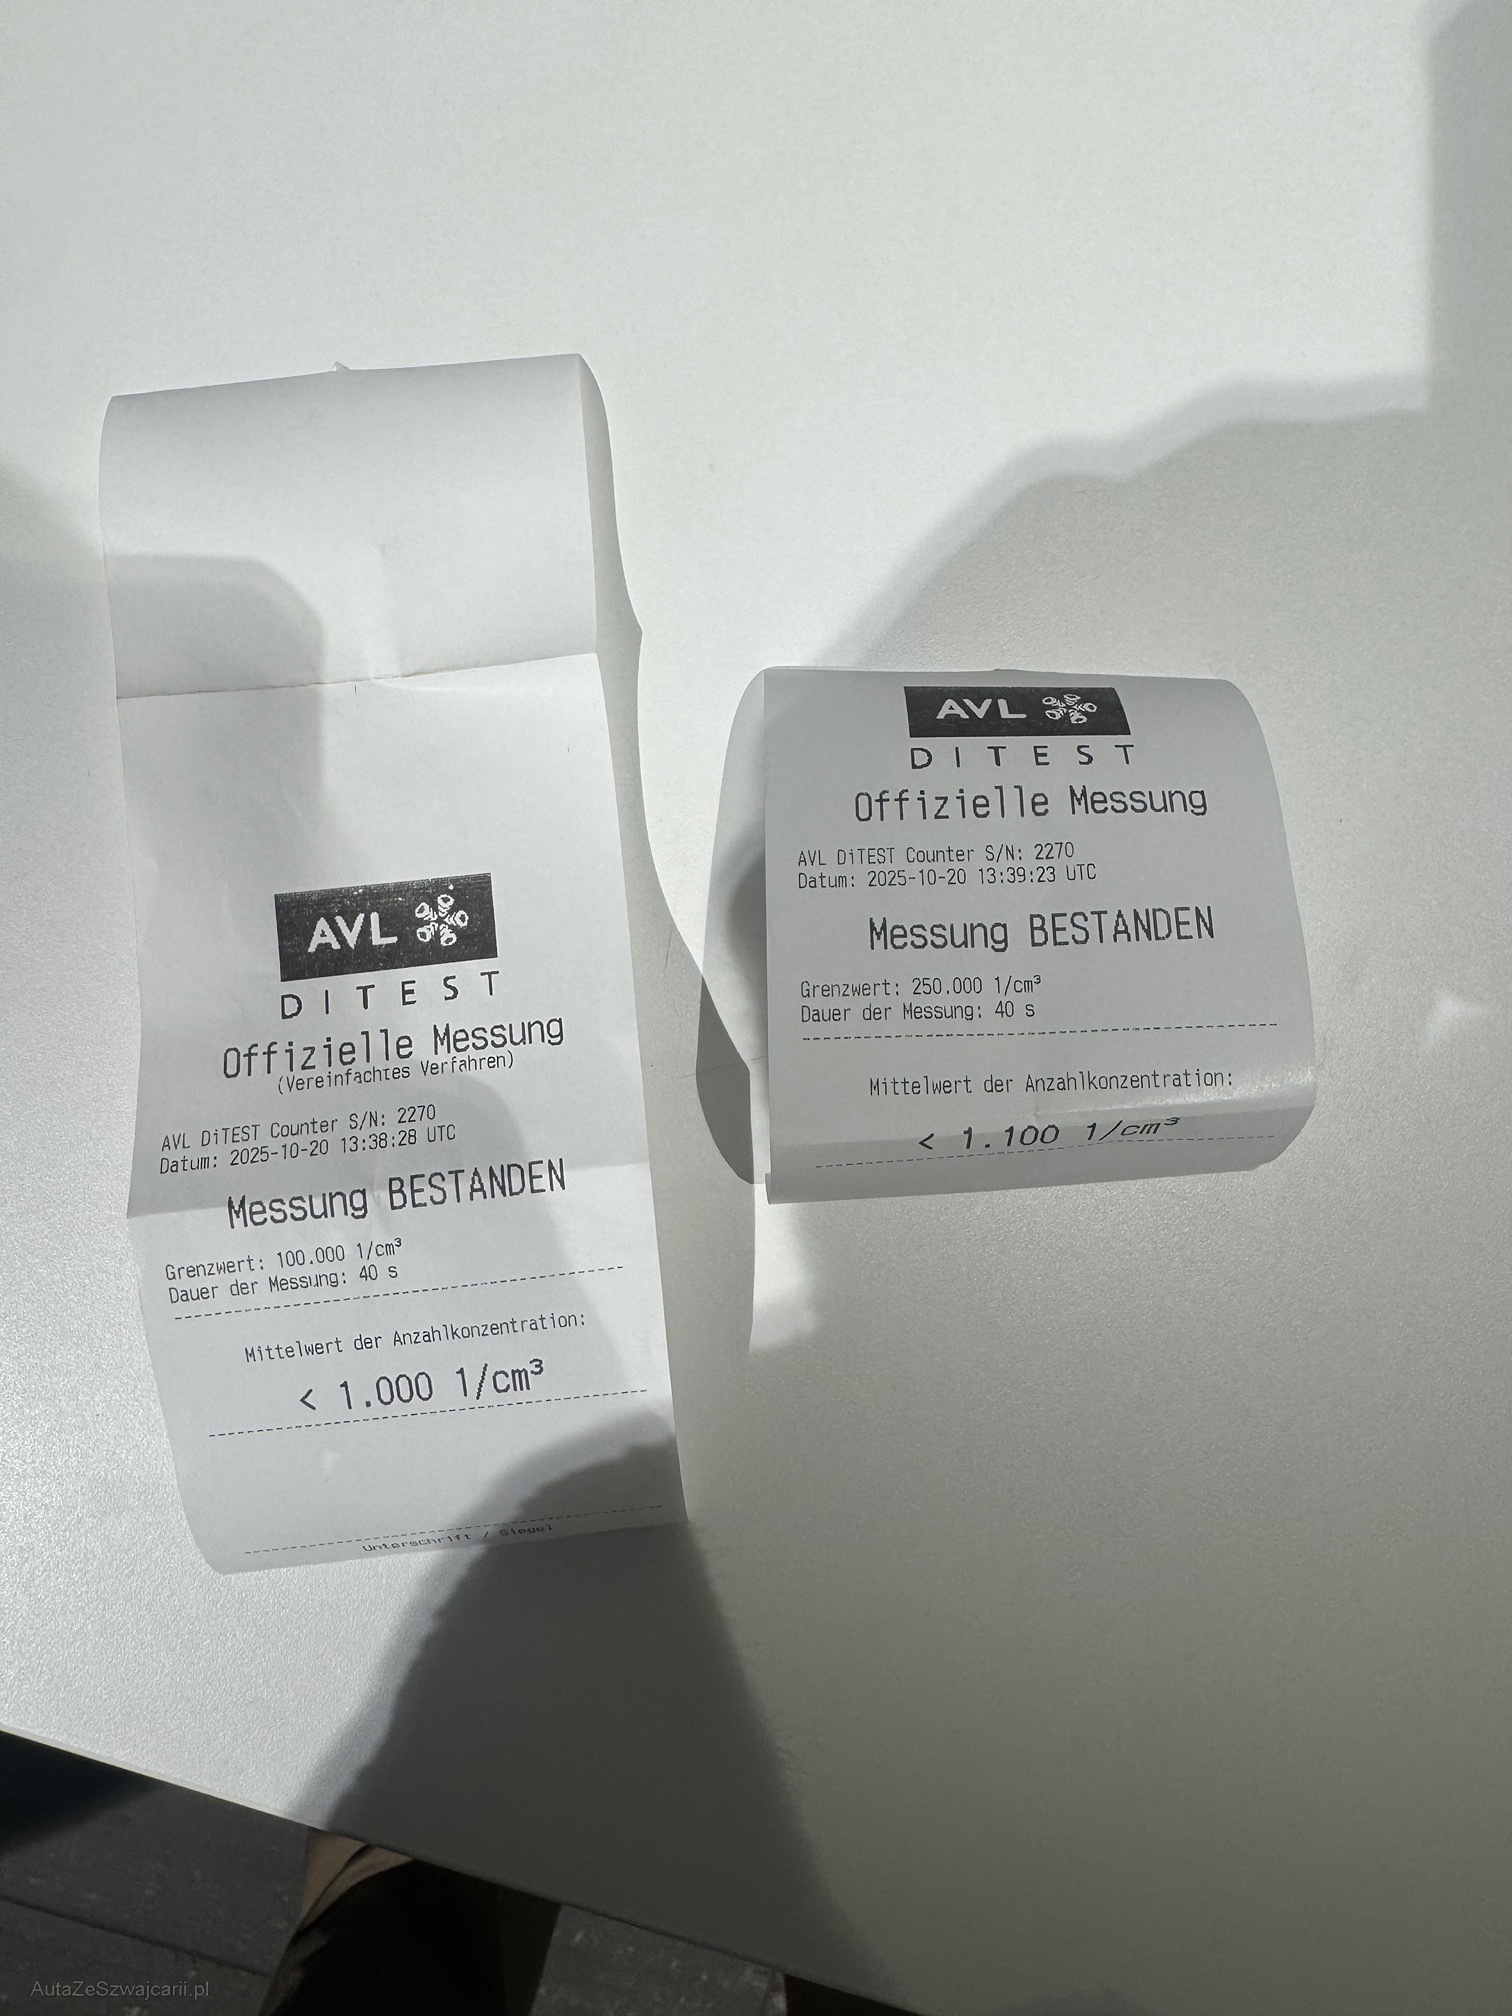 AVL
DITEST
Offizielle Messung
(Vereinfachtes Verfahren)
AVL DiTEST Counter S/N: 2270
Datum: 2025-10-20 13:38:28 UTC
Messung BESTANDEN
Grenzwert: 100.000 1/cm³
Dauer der Messung: 40 s
Mittelwert der Anzahlkonzentration:
< 1.000 1/cm³
Unterschrift / Siegel
AVL
DITEST
Offizielle Messung
AVL DiTEST Counter S/N: 2270
Datum: 2025-10-20 13:39:23 UTC
Messung BESTANDEN
Grenzwert: 250.000 1/cm³
Dauer der Messung: 40 s
Mittelwert der Anzahlkonzentration:
< 1.100 1/cm³
AutaZeSzwajcarii.pl